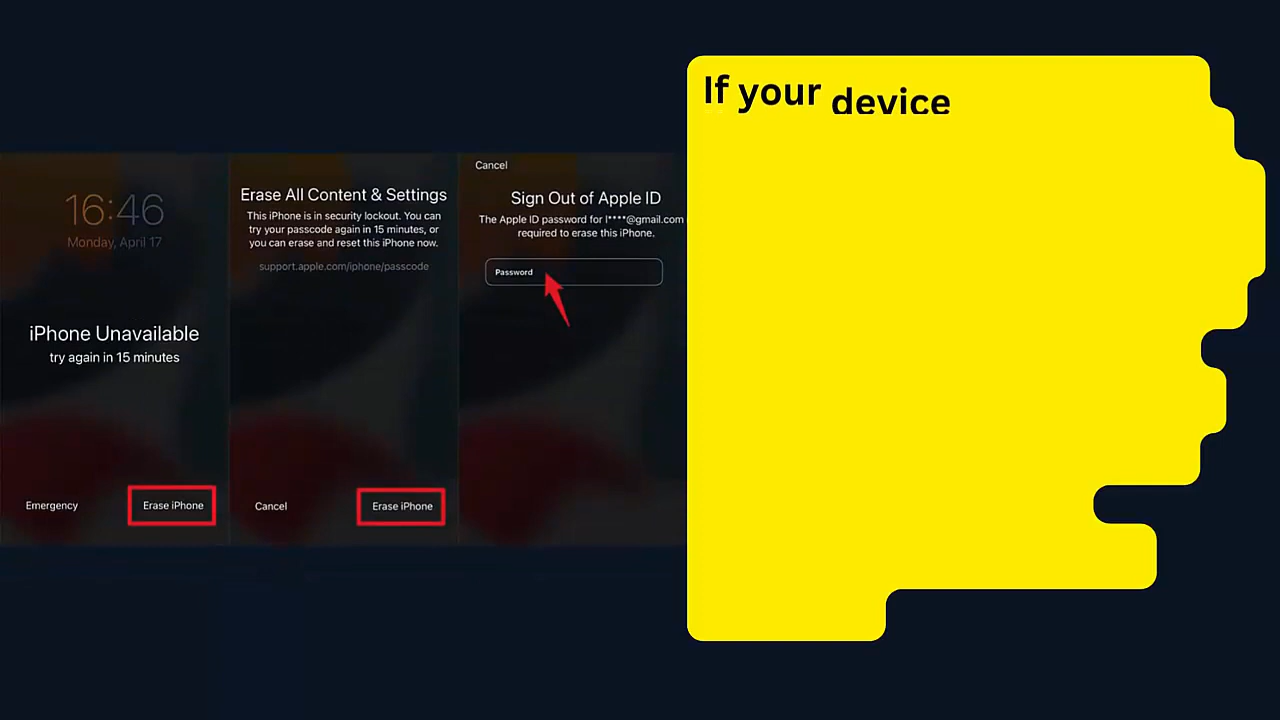 16:46
Monday, April 17
iPhone Unavailable
try again in 15 minutes
Emergency
Erase iPhone
Erase All Content & Settings
This iPhone is in security lockout. You can
try your passcode again in 15 minutes, or
you can erase and reset this iPhone now.
support.apple.com/iphone/passcode
Cancel
Erase iPhone
Cancel
Sign Out of Apple ID
The Apple ID password for l****@gmail.com
required to erase this iPhone.
Password
If your device